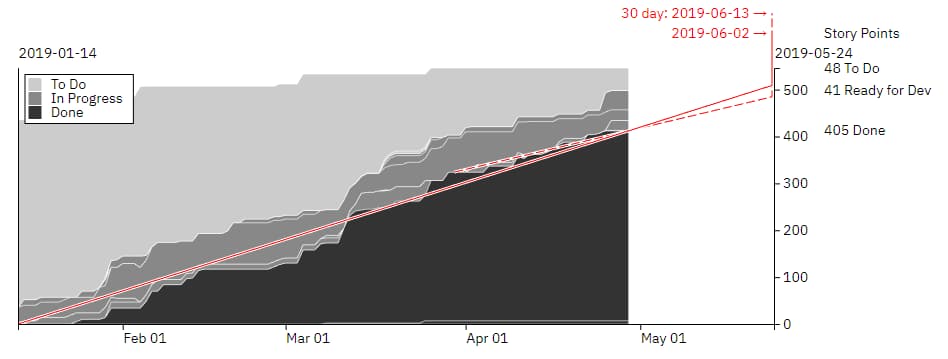 30 day: 2019-06-13 →
2019-06-02 →
Story Points
2019-01-14
2019-05-24
48 To Do
To Do
In Progress
Done
500
41 Ready for Dev
400
405 Done
300
200
100
0
Feb 01
Mar 01
Apr 01
May 01